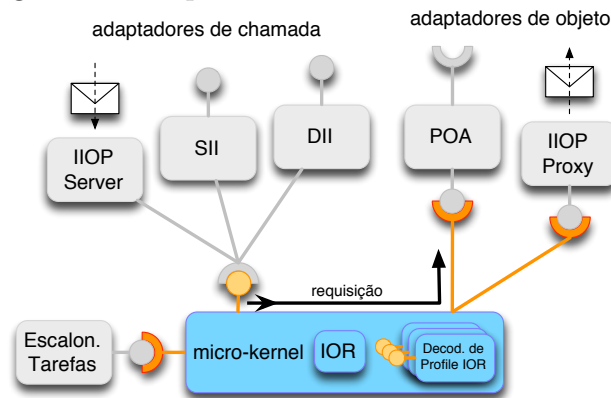 adaptadores de chamada
adaptadores de objeto
IIOP
Server
SII
DII
POA
IIOP
Proxy
requisição
Escalon.
Tarefas
micro-kernel
IOR
Decod. de
Profile IOR